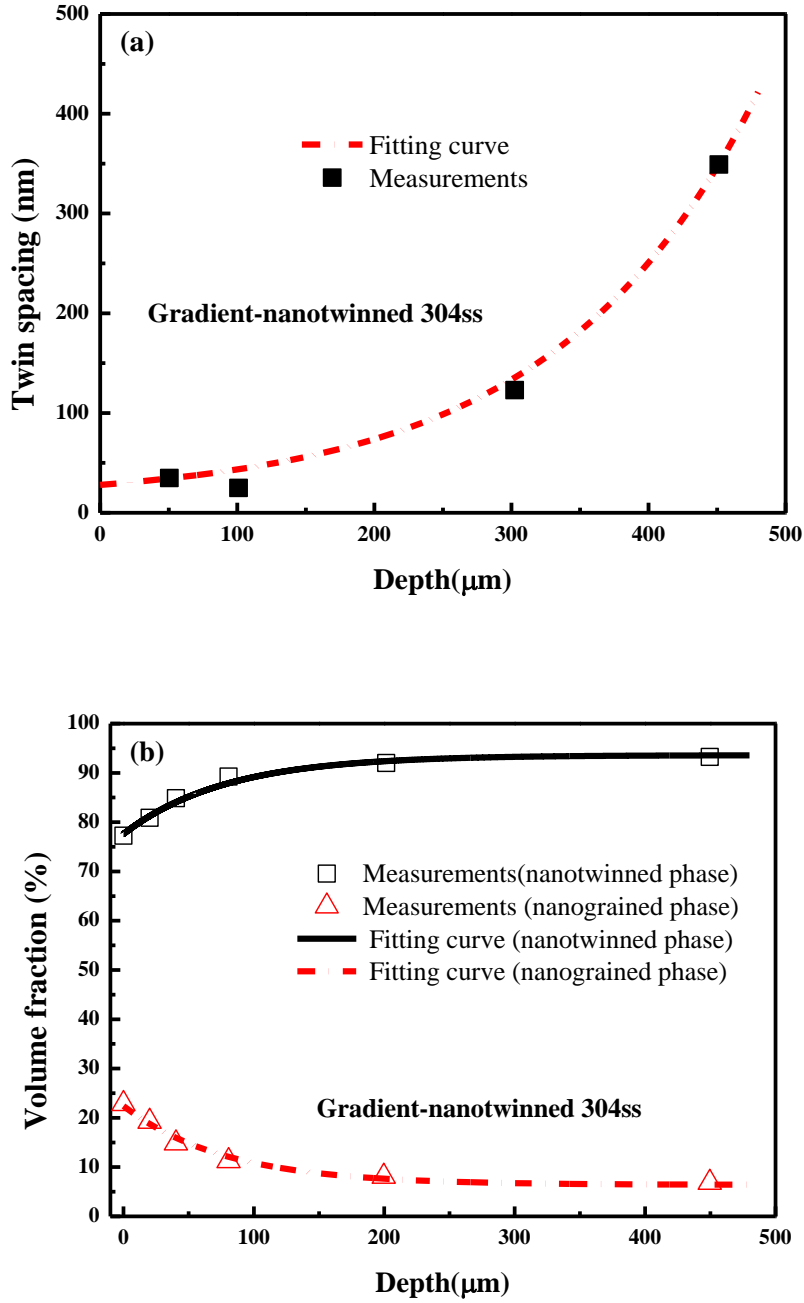 500
(a)
400
Fitting curve
Measurements
300
Gradient-nanotwinned 304ss
200
100
0
Twin spacing (nm)
0 100 200 300 400 500
Depth(μm)
100
(b)
90
80
70
Measurements(nanotwinned phase)
Measurements (nanograined phase)
60
Fitting curve (nanotwinned phase)
50
Fitting curve (nanograined phase)
40
30
Gradient-nanotwinned 304ss
20
10
0
Volume fraction (%)
0 100 200 300 400 500
Depth(μm)